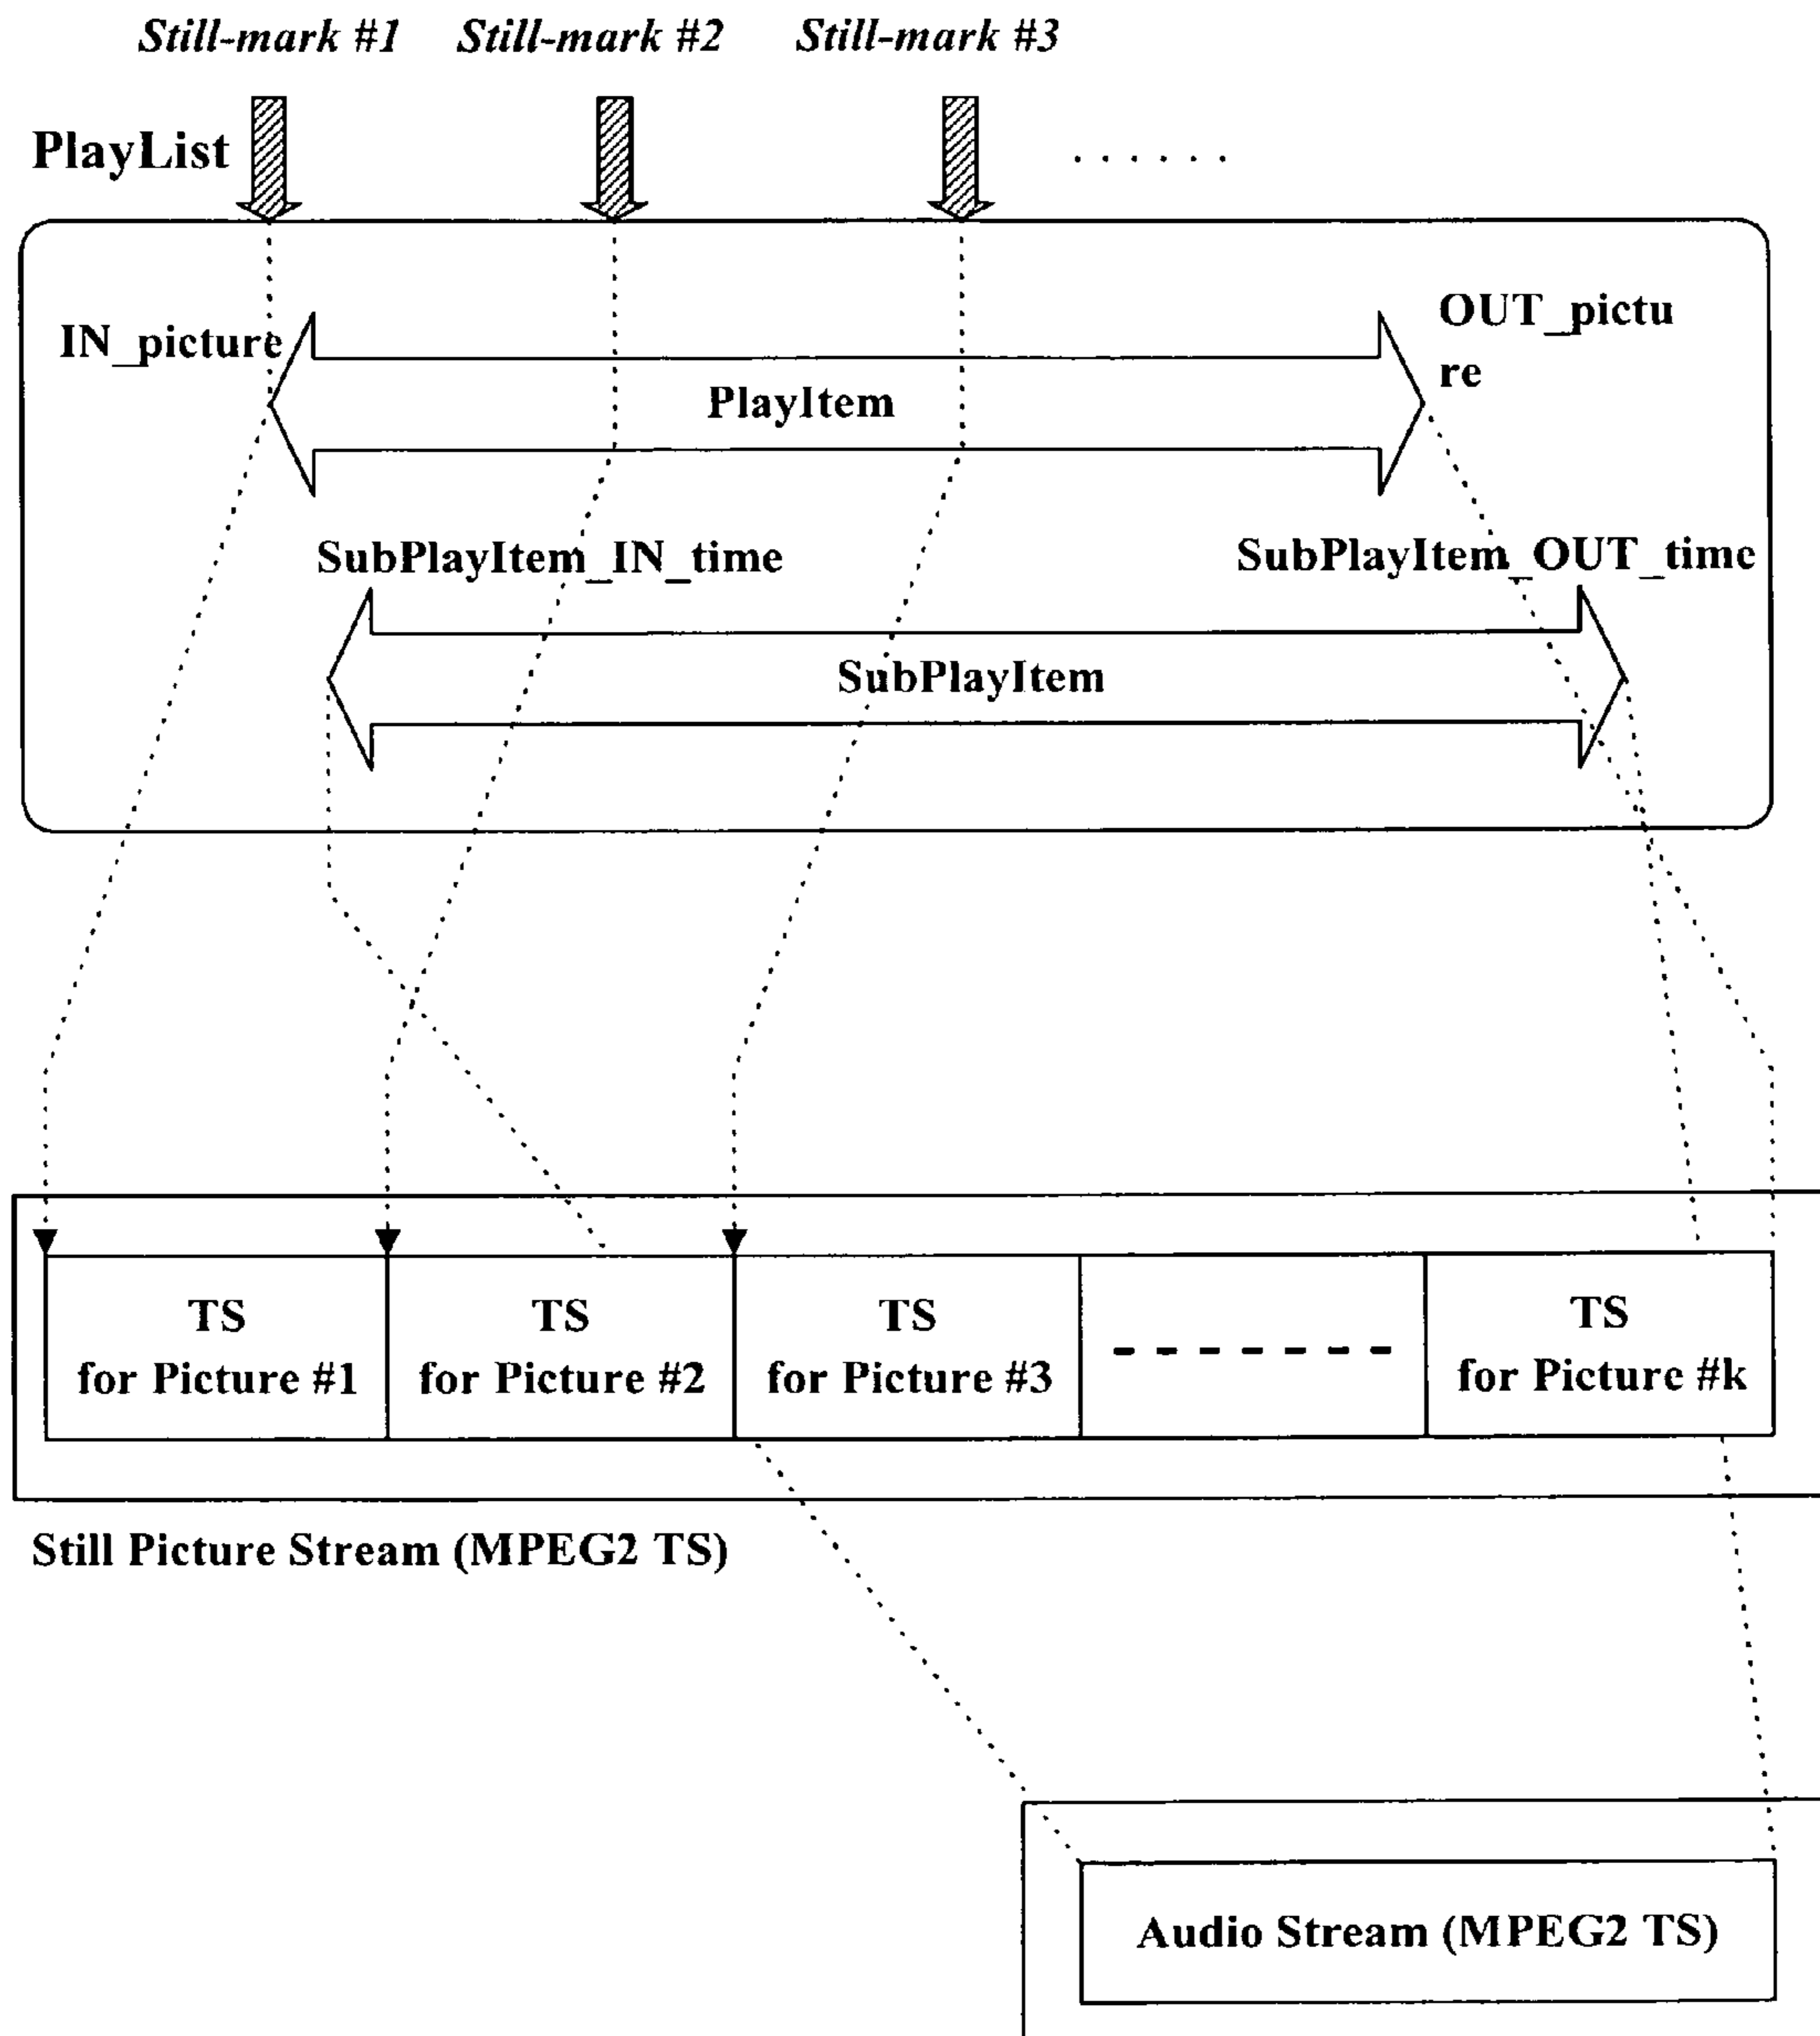 Still-mark #1 Still-mark #2 Still-mark #3
PlayList
IN_picture
OUT_pictu
re
PlayItem
SubPlayItem_IN_time
SubPlayItem_OUT_time
SubPlayItem
TS
for Picture #1
TS
for Picture #2
TS
for Picture #3
TS
for Picture #k
Still Picture Stream (MPEG2 TS)
Audio Stream (MPEG2 TS)